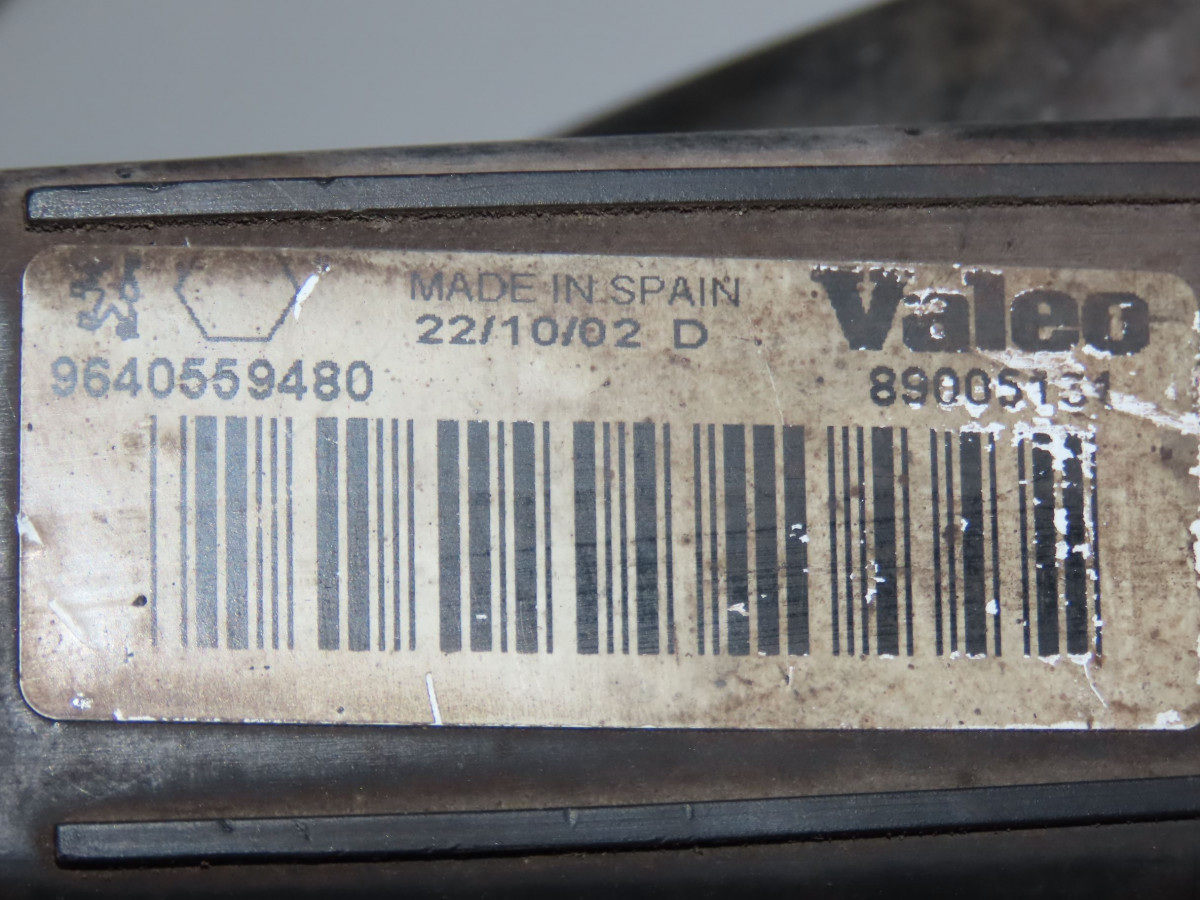 MADE IN SPAIN
22/10/02 D
Valeo
9640559480
89005131